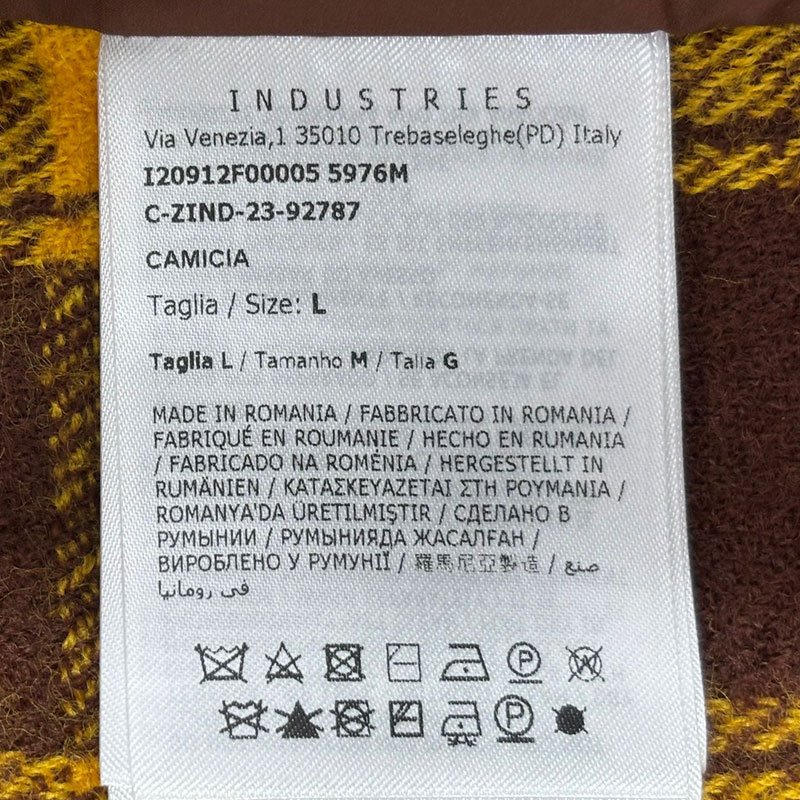 INDUSTRIES
Via Venezia,1 35010 Trebaseleghe(PD) Italy
I20912F00005 5976M
C-ZIND-23-92787
CAMICIA
Taglia / Size: L
Taglia L / Tamanho M / Talla G
MADE IN ROMANIA / FABBRICATO IN ROMANIA /
FABRIQUÉ EN ROUMANIE / HECHO EN RUMANIA
/ FABRICADO NA ROMÉNIA / HERGESTELLT IN
RUMÄNIEN / ΚΑΤΑΣΚΕΥΑΖΕΤΑΙ ΣΤΗ ΡΟΥΜΑΝΙΑ /
ROMANYA'DA ÜRETILMIŞTIR / СДЕЛАНО В
РУМЫНИИ / РУМЫНИЯДА ЖАСАЛҒАН /
ВИРОБЛЕНО У РУМУНІЇ / 羅馬尼亞製造 / صنع
في رومانيا
P W
P